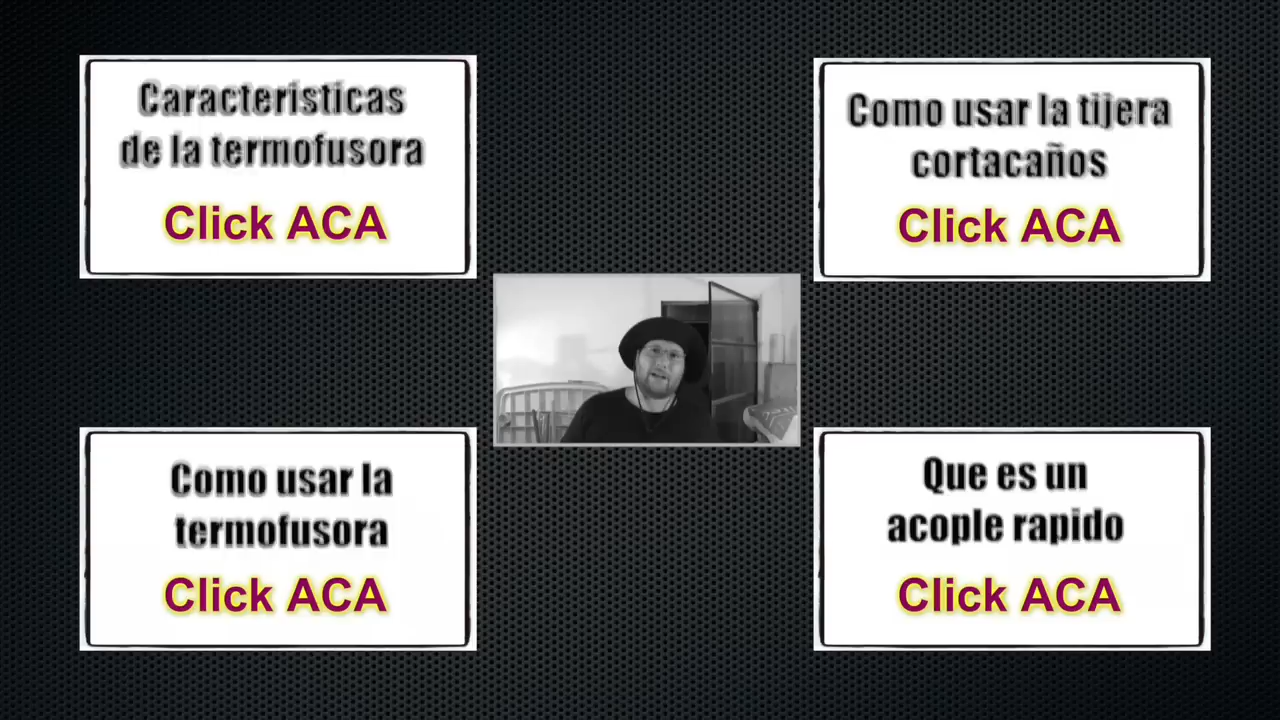 Caracteristicas
de la termofusora
Click ACA
Como usar la tijera
cortacaños
Click ACA
Como usar la
termofusora
Click ACA
Que es un
acople rapido
Click ACA